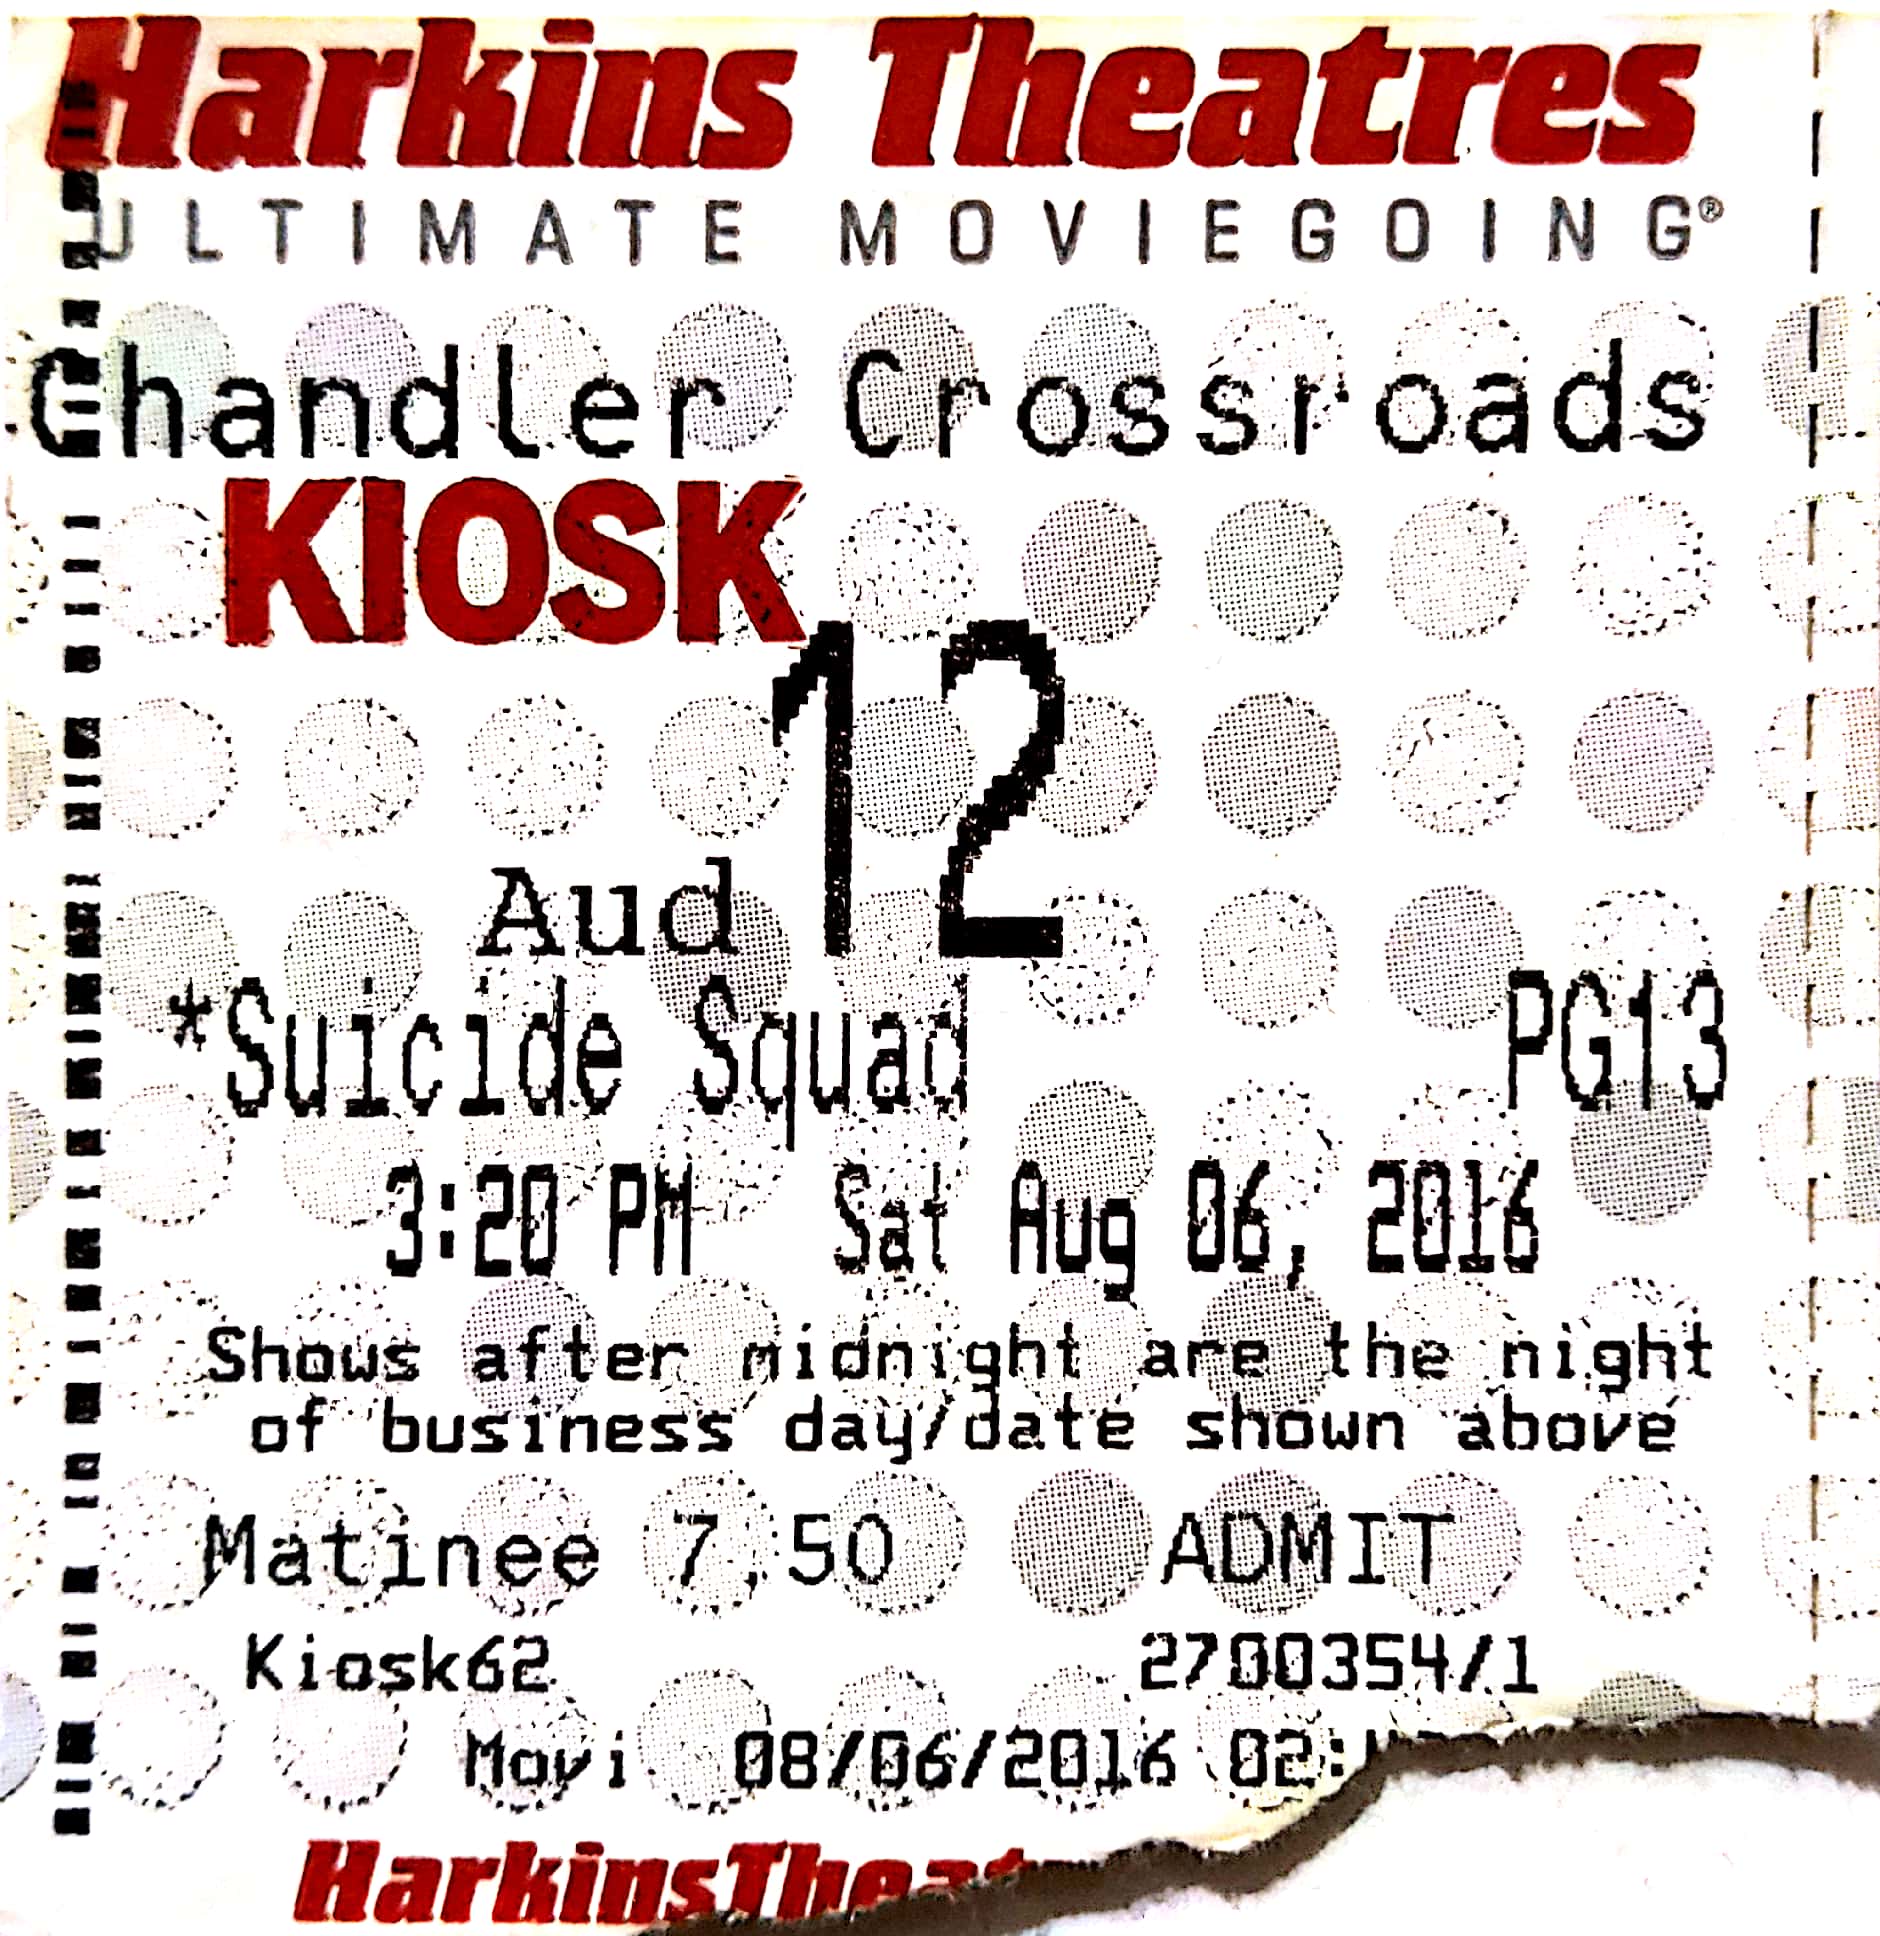 Harkins Theatres
ULTIMATE MOVIEGOING®
Chandler Crossroads
KIOSK
Aud 12
*Suicide Squad PG13
3:20 PM Sat Aug 06, 2016
Shows after midnight are the night
of business day/date shown above
Matinee 7.50 ADMIT
Kiosk62 2700354/1
Movi 08/06/2016 02:
HarkinsTheat